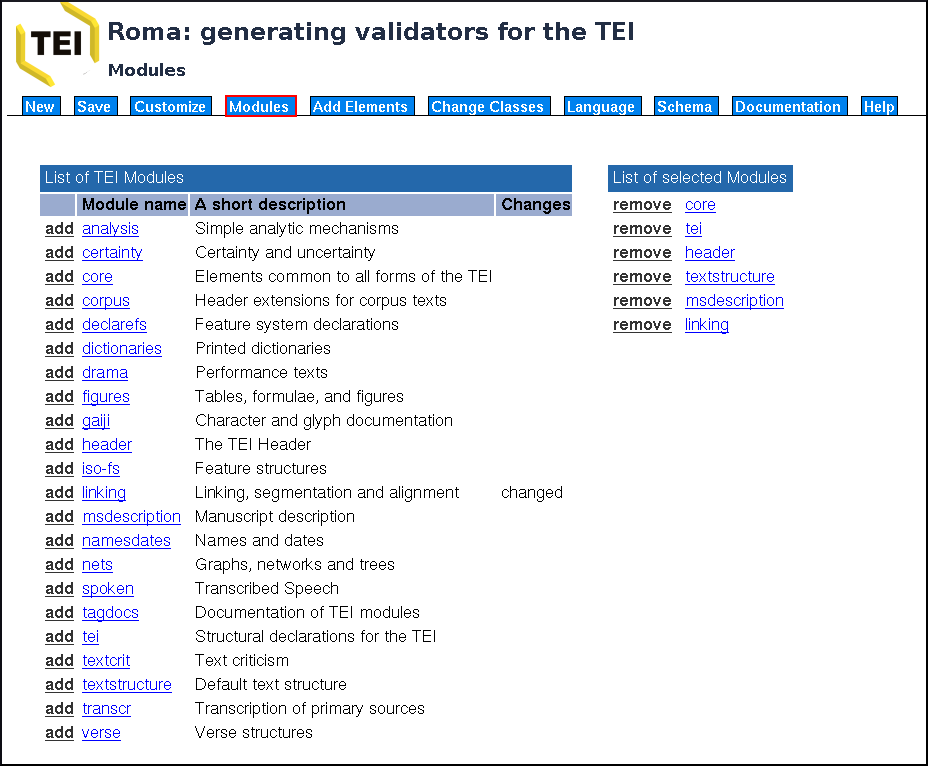 TEI
Roma: generating validators for the TEI
Modules
New Save Customize Modules Add Elements Change Classes Language Schema Documentation Help
List of TEI Modules
Module name A short description Changes
add analysis Simple analytic mechanisms
add certainty Certainty and uncertainty
add core Elements common to all forms of the TEI
add corpus Header extensions for corpus texts
add declarefs Feature system declarations
add dictionaries Printed dictionaries
add drama Performance texts
add figures Tables, formulae, and figures
add gaiji Character and glyph documentation
add header The TEI Header
add iso-fs Feature structures
add linking Linking, segmentation and alignment changed
add msdescription Manuscript description
add namesdates Names and dates
add nets Graphs, networks and trees
add spoken Transcribed Speech
add tagdocs Documentation of TEI modules
add tei Structural declarations for the TEI
add textcrit Text criticism
add textstructure Default text structure
add transcr Transcription of primary sources
add verse Verse structures
List of selected Modules
remove core
remove tei
remove header
remove textstructure
remove msdescription
remove linking